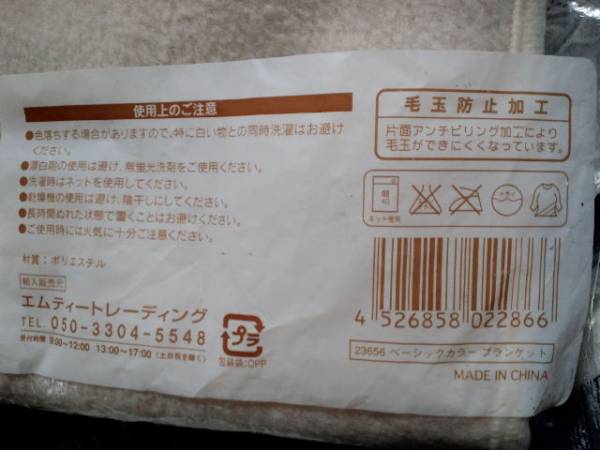 使用上のご注意
●色落ちする場合がありますので、特に白い物との同時洗濯はお避け
ください。
●漂白剤の使用は避け、無蛍光洗剤をご使用ください。
●洗濯時はネットを使用してください。
●乾燥機の使用は避け、陰干しにしてください。
●長時間ぬれた状態で置くことはお避けください。
●ご使用時には火気に十分ご注意ください。
材質:ポリエステル
輸入販売元
エムティートレーディング
TEL. 050-3304-5548
受付時間 9:00~12:00 13:00~17:00 (土日祝を除く)
プラ
包装袋:OPP
毛玉防止加工
片面アンチピリング加工により
毛玉ができにくくなっています。
40
ネット使用
4 526858 022866
23656 ベーシックカラー ブランケット
MADE IN CHINA